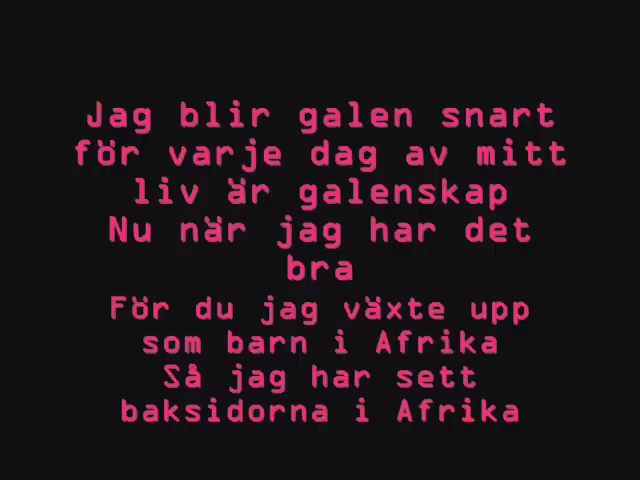 Jag blir galen snart
för varje dag av mitt
liv är galenskap
Nu när jag har det
bra
För du jag växte upp
som barn i Afrika
Så jag har sett
baksidorna i Afrika